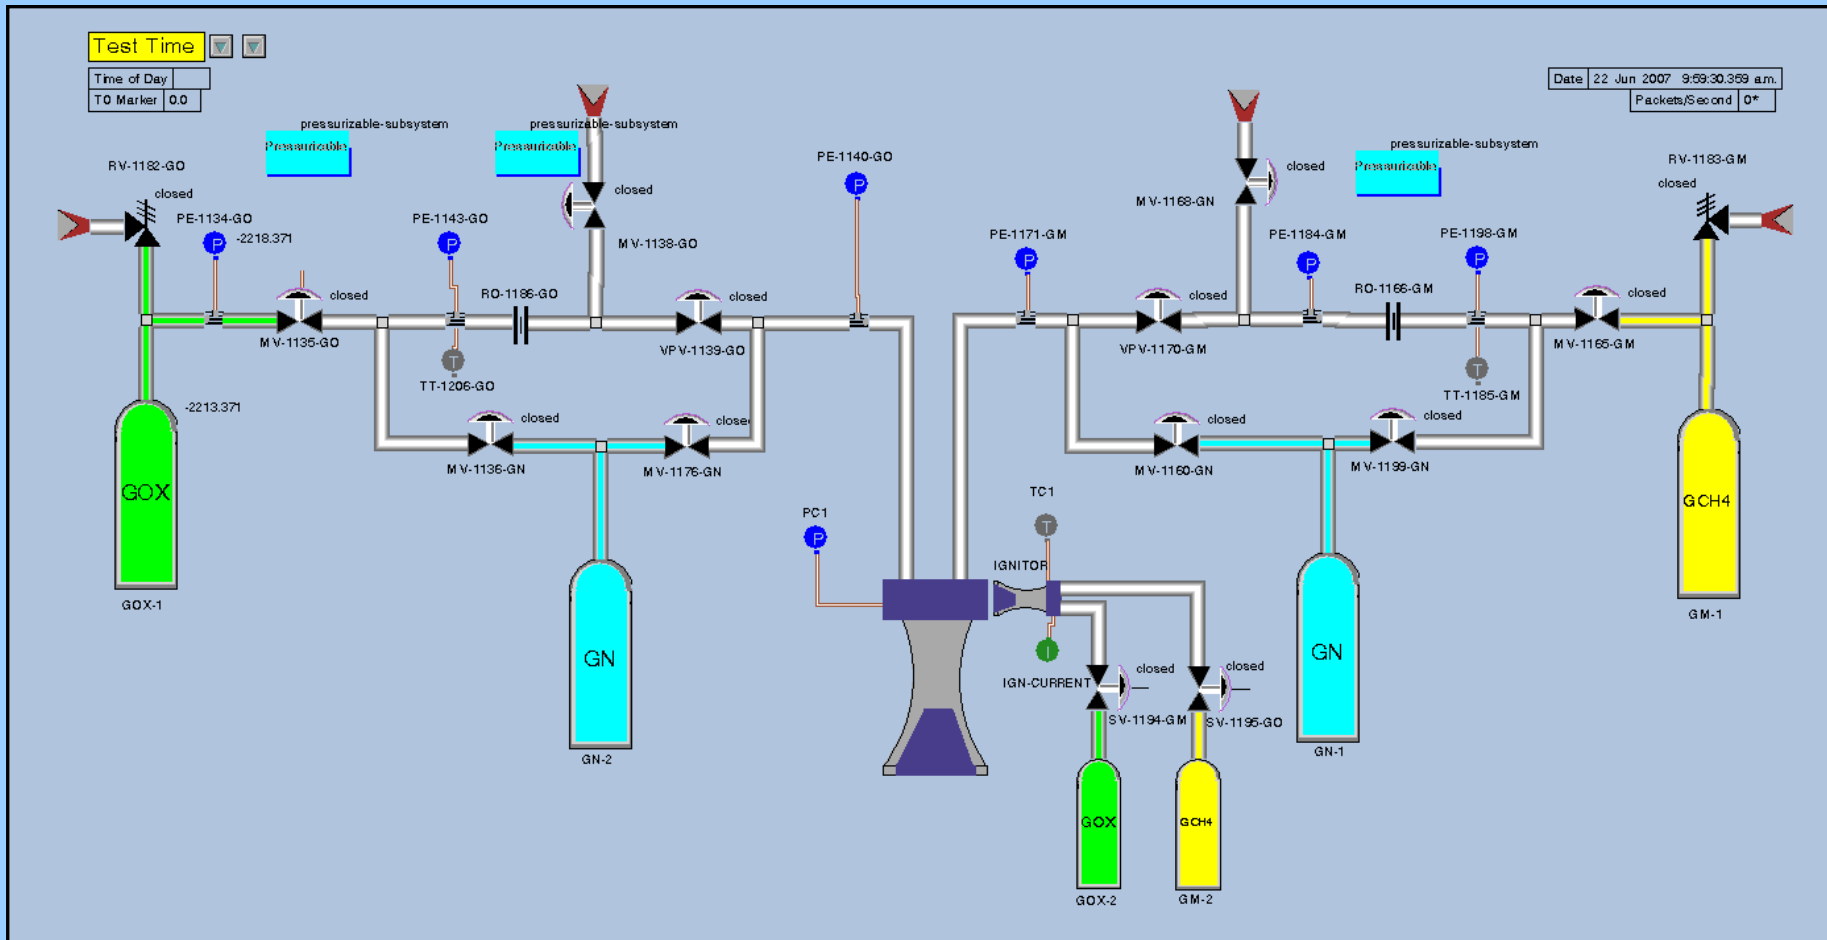 Test Time
Time of Day
T0 Marker 0.0
Date 22 Jun 2007 9:59:30.359 a.m.
Packets/Second 0*
pressurizable-subsystem
Pressurizable
pressurizable-subsystem
Pressurizable
pressurizable-subsystem
Pressurizable
RV-1182-GO
closed
PE-1134-GO
-2218.371
PE-1143-GO
closed
MV-1138-GO
PE-1140-GO
MV-1168-GN
closed
PE-1171-GM
PE-1184-GM
PE-1198-GM
RV-1183-GM
closed
P
P
P
P
P
P
closed
MV-1135-GO
RO-1186-GO
closed
VPV-1139-GO
closed
VPV-1170-GM
RO-1166-GM
closed
MV-1165-GM
T
TT-1206-GO
T
TT-1185-GM
-2213.371
closed
MV-1136-GN
closed
MV-1176-GN
closed
MV-1160-GN
closed
MV-1199-GN
GOX
GOX-1
GN
GN-2
PC1
P
TC1
T
IGNITOR
I
IGN-CURRENT
closed
SV-1194-GM
closed
SV-1195-GO
GN
GN-1
GCH4
GM-1
GOX
GOX-2
GCH4
GM-2